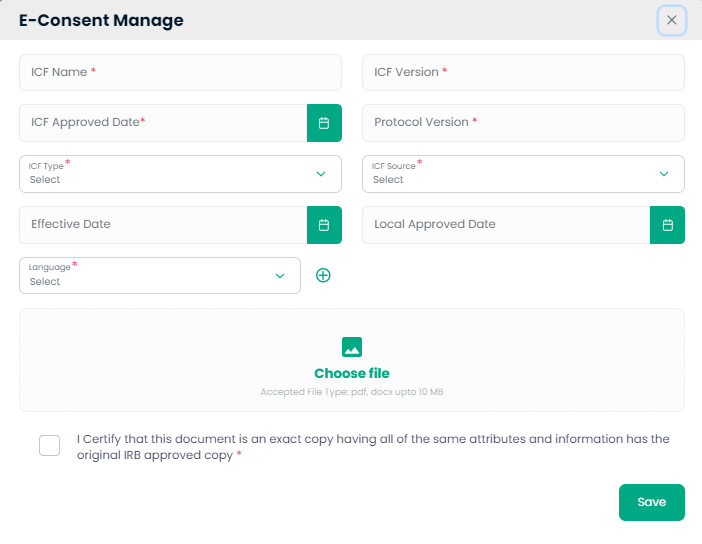 E-Consent Manage
ICF Name *
ICF Version *
ICF Approved Date*
Protocol Version *
ICF Type *
Select
ICF Source *
Select
Effective Date
Local Approved Date
Language *
Select
Choose file
Accepted File Type: pdf, docx upto 10 MB
I Certify that this document is an exact copy having all of the same attributes and information has the
original IRB approved copy *
Save